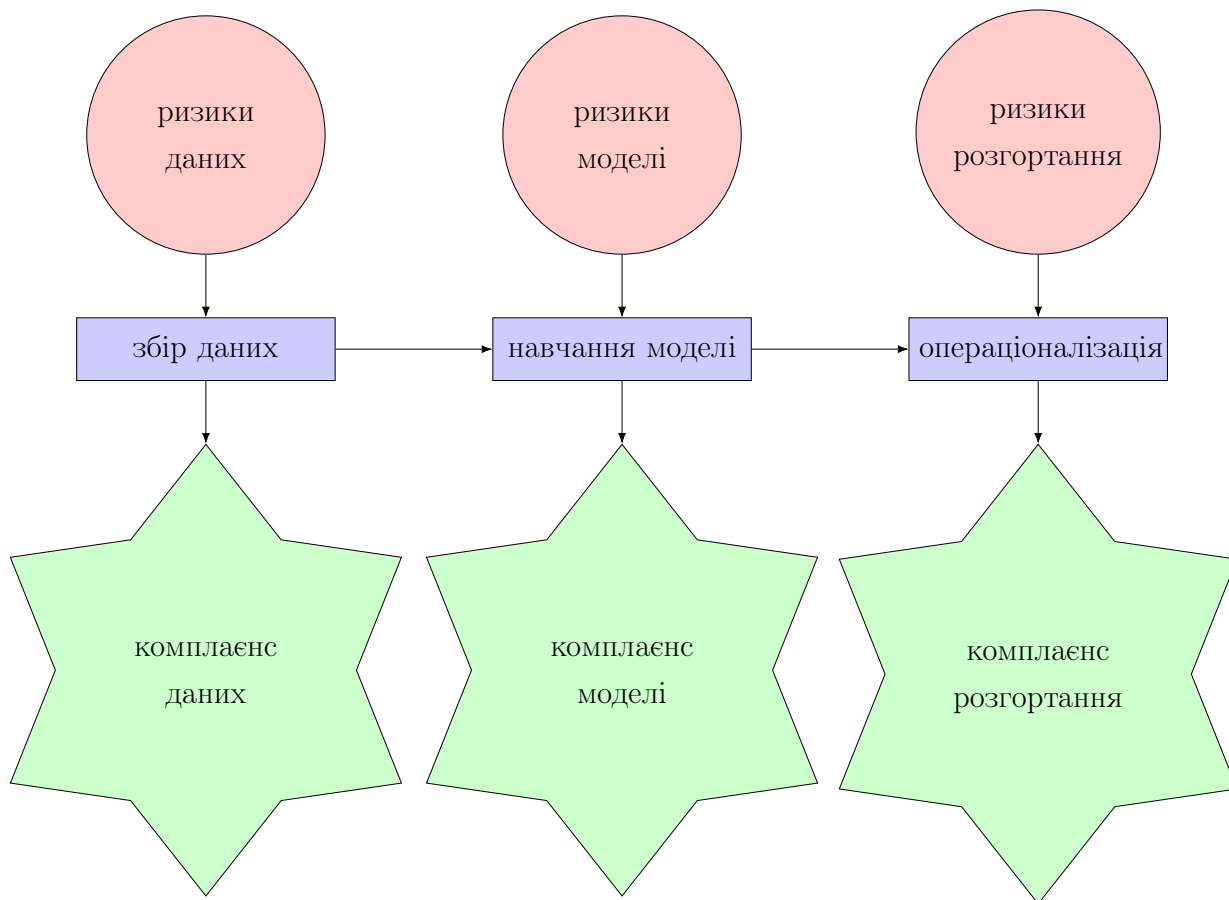 ризики
даних
ризики
моделі
ризики
розгортання
збір даних
навчання моделі
операціоналізація
комплаєнс
даних
комплаєнс
моделі
комплаєнс
розгортання